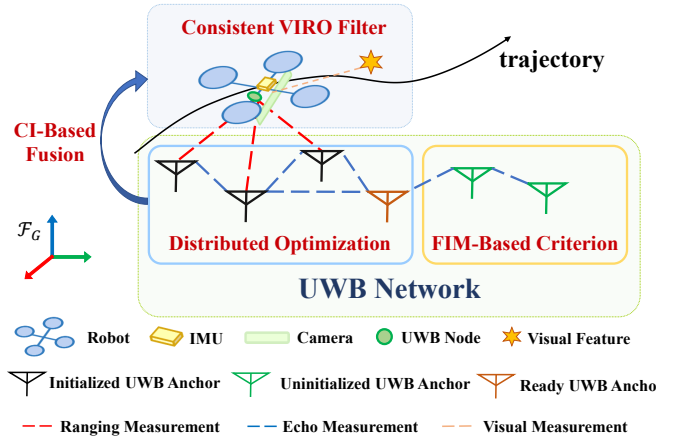 Consistent VIRO Filter
trajectory
CI-Based
Fusion
Distributed Optimization
FIM-Based Criterion
ℱG
UWB Network
Robot
IMU
Camera
UWB Node
Visual Feature
Initialized UWB Anchor
Uninitialized UWB Anchor
Ready UWB Ancho
Ranging Measurement
Echo Measurement
Visual Measurement